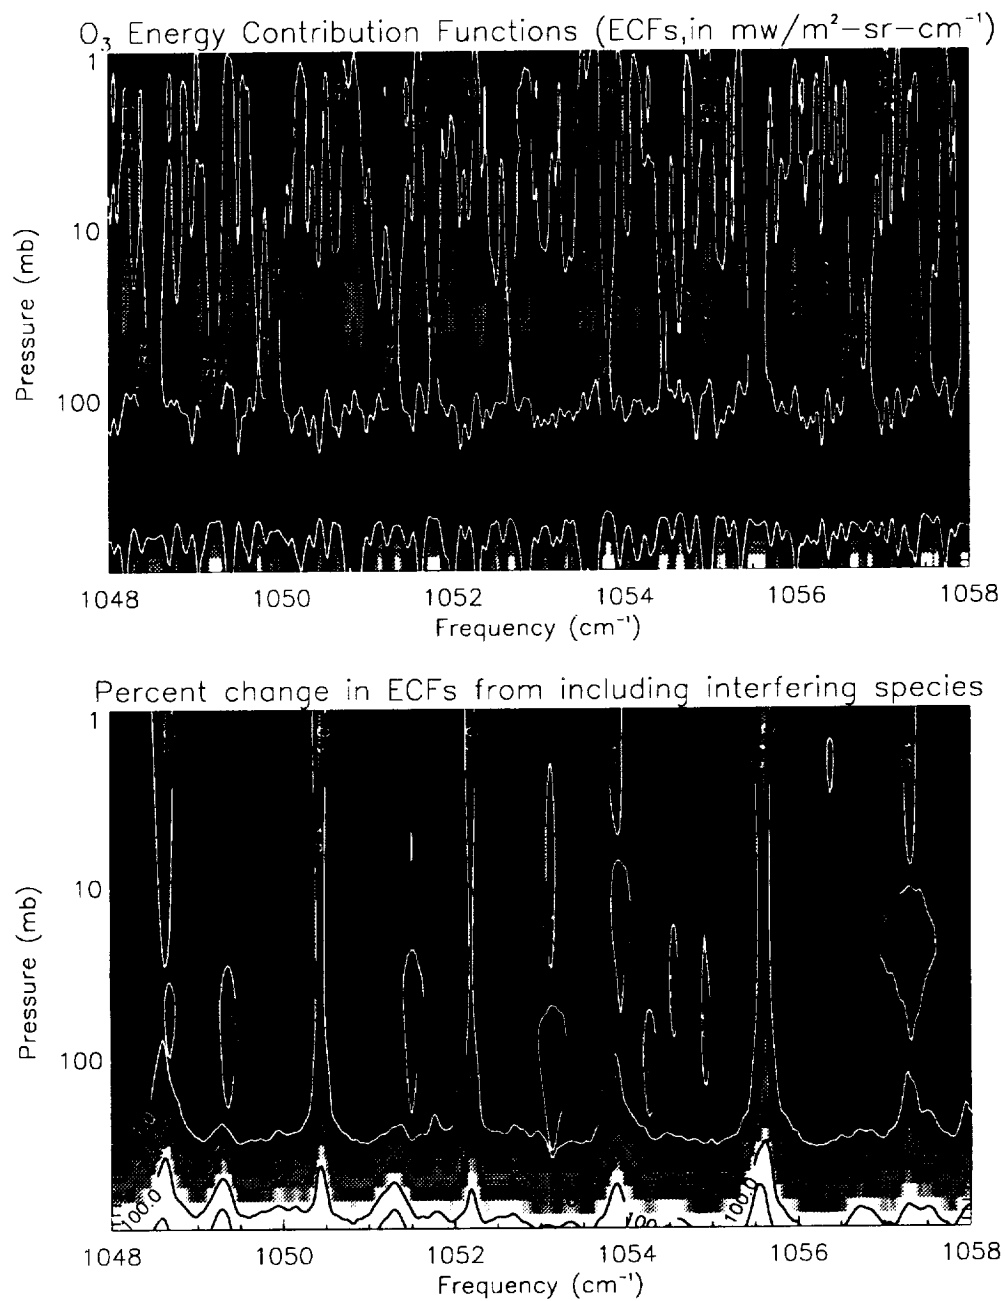 O₃ Energy Contribution Functions (ECFs,in mw/m²−sr−cm⁻¹)
1
10
100
Pressure (mb)
1048 1050 1052 1054 1056 1058
Frequency (cm⁻¹)
Percent change in ECFs from including interfering species
1
10
100
Pressure (mb)
100.0
100.0
1048 1050 1052 1054 1056 1058
Frequency (cm⁻¹)